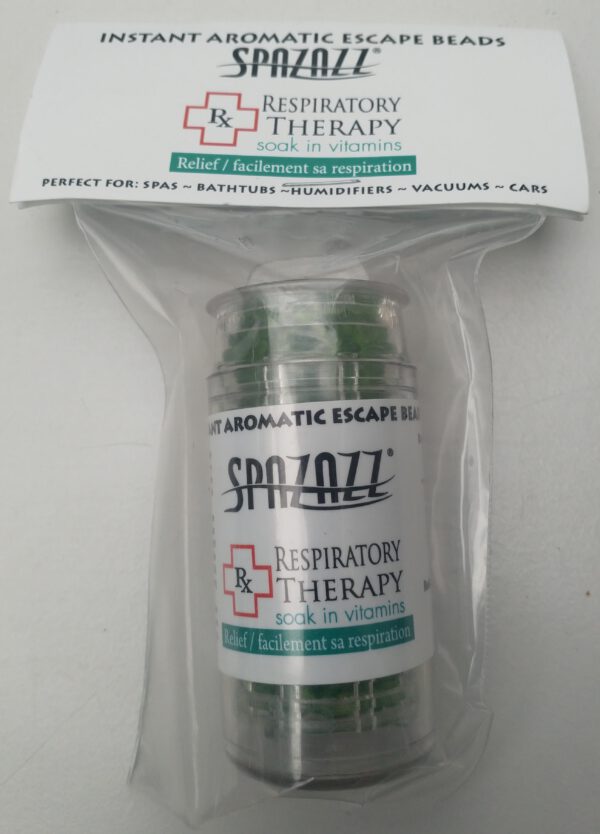 INSTANT AROMATIC ESCAPE BEADS
SPAZAZZ®
Rx RESPIRATORY
THERAPY
soak in vitamins
Relief / facilement sa respiration
PERFECT FOR: SPAS ~ BATHTUBS ~HUMIDIFIERS ~ VACUUMS ~ CARS
NT AROMATIC ESCAPE BEA
SPAZAZZ®
Rx RESPIRATORY
THERAPY
soak in vitamins
Relief / facilement sa respiration